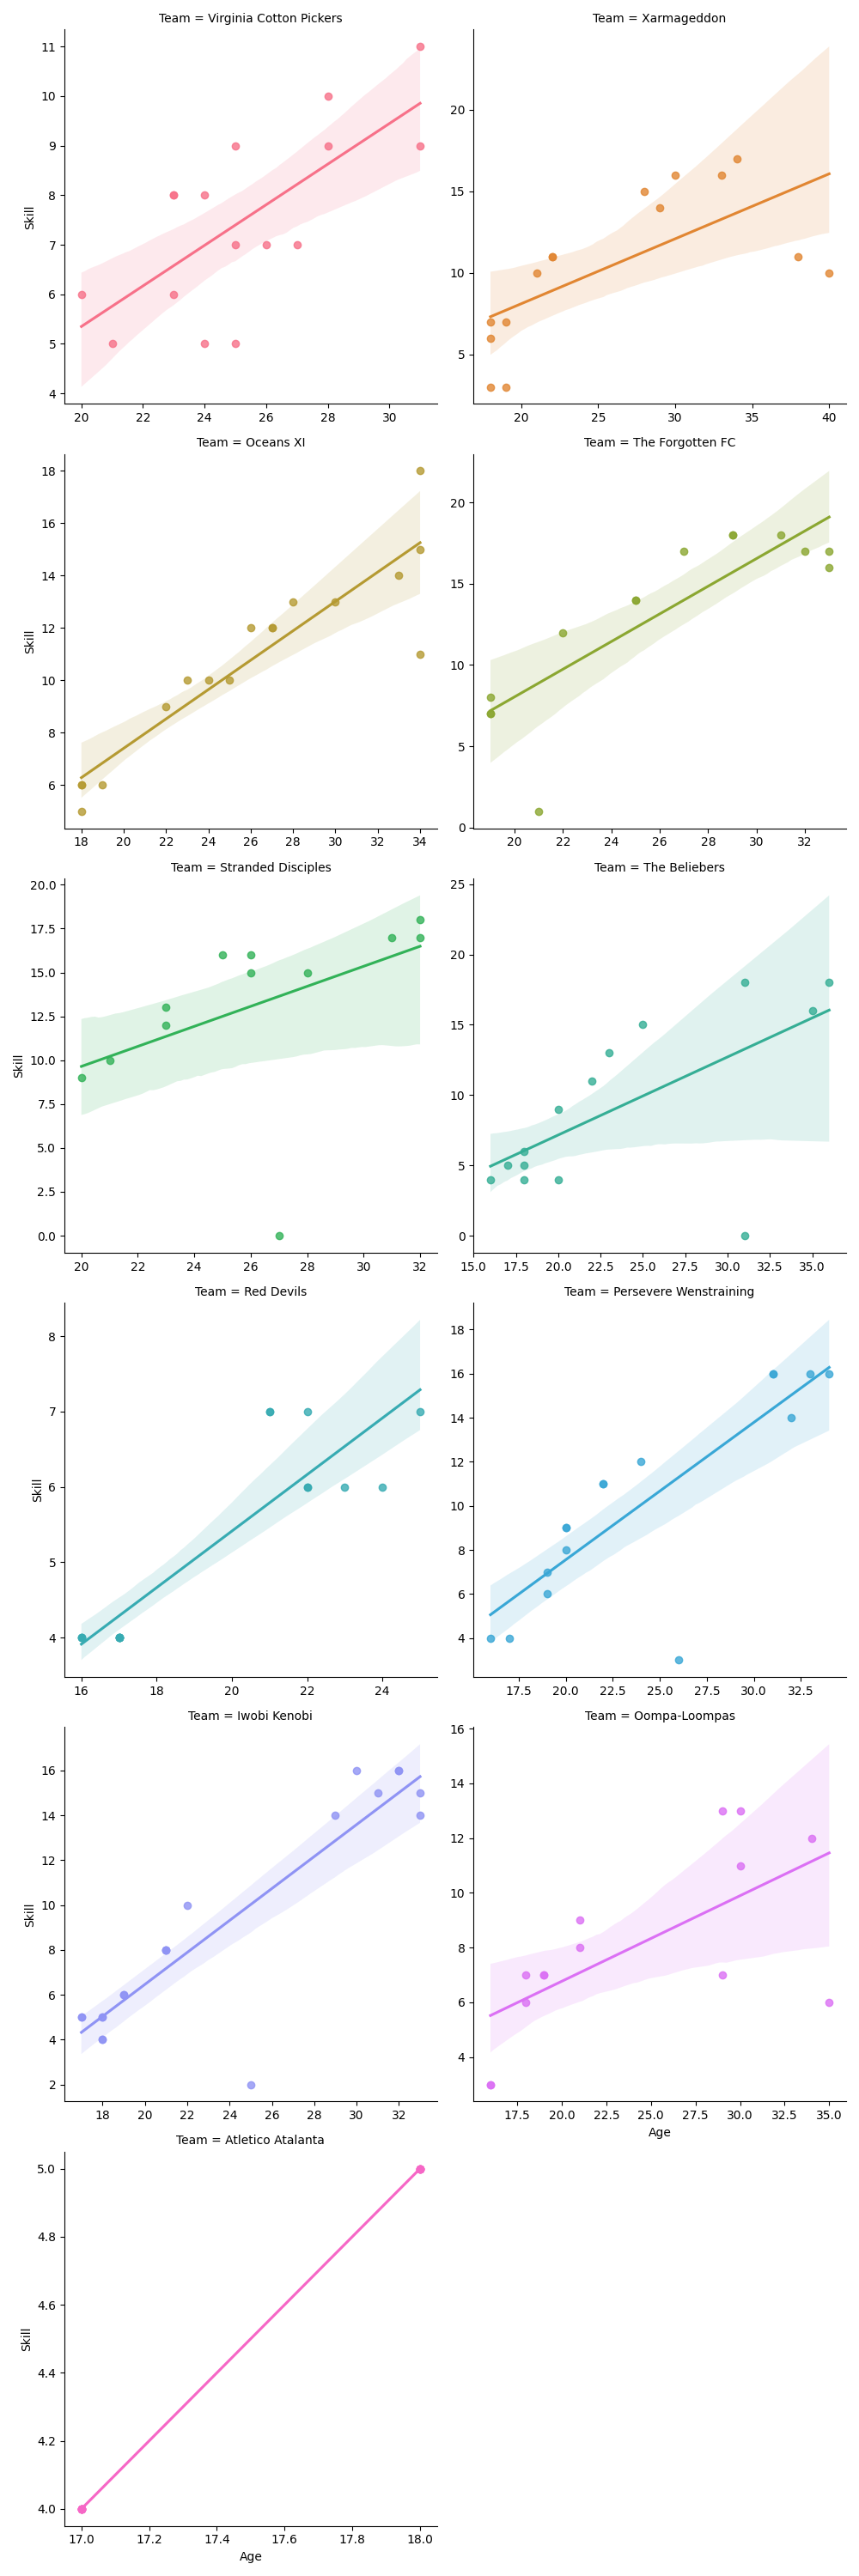 Team = Virginia Cotton Pickers
11
10
9
8
7
6
5
4
Skill
20 22 24 26 28 30
Team = Xarmageddon
20
15
10
5
20 25 30 35 40
Team = Oceans XI
18
16
14
12
10
8
6
Skill
18 20 22 24 26 28 30 32 34
Team = The Forgotten FC
20
15
10
5
0
20 22 24 26 28 30 32
Team = Stranded Disciples
20.0
17.5
15.0
12.5
10.0
7.5
5.0
2.5
0.0
Skill
20 22 24 26 28 30 32
Team = The Beliebers
25
20
15
10
5
0
15.0 17.5 20.0 22.5 25.0 27.5 30.0 32.5 35.0
Team = Red Devils
8
7
6
5
4
Skill
16 18 20 22 24
Team = Persevere Wenstraining
18
16
14
12
10
8
6
4
17.5 20.0 22.5 25.0 27.5 30.0 32.5
Team = Iwobi Kenobi
16
14
12
10
8
6
4
2
Skill
18 20 22 24 26 28 30 32
Team = Oompa-Loompas
16
14
12
10
8
6
4
17.5 20.0 22.5 25.0 27.5 30.0 32.5 35.0
Age
Team = Atletico Atalanta
5.0
4.8
4.6
4.4
4.2
4.0
Skill
17.0 17.2 17.4 17.6 17.8 18.0
Age